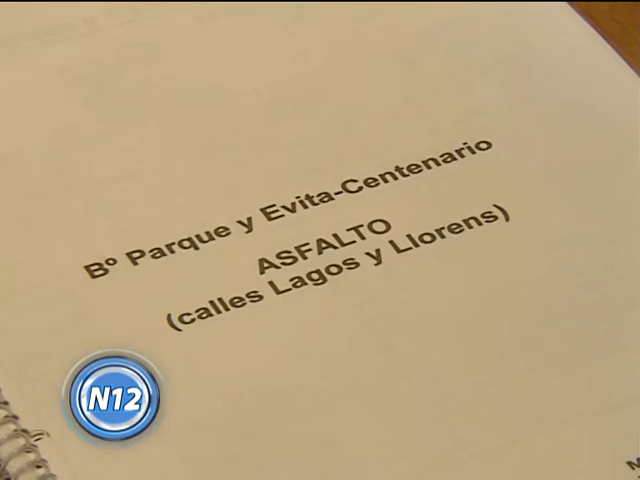 Bº Parque y Evita-Centenario
ASFALTO
(calles Lagos y Llorens)
N12